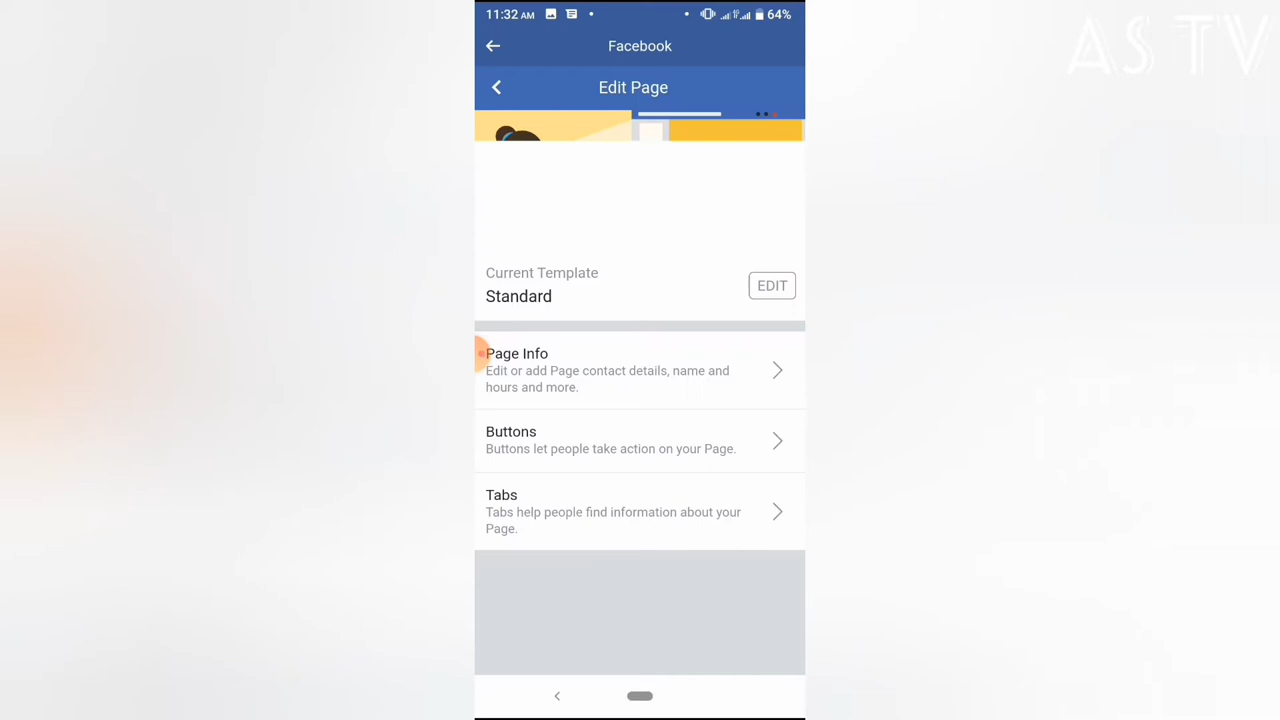 11:32 AM
64%
AS TV
Facebook
Edit Page
Current Template
Standard
EDIT
Page Info
Edit or add Page contact details, name and
hours and more.
Buttons
Buttons let people take action on your Page.
Tabs
Tabs help people find information about your
Page.